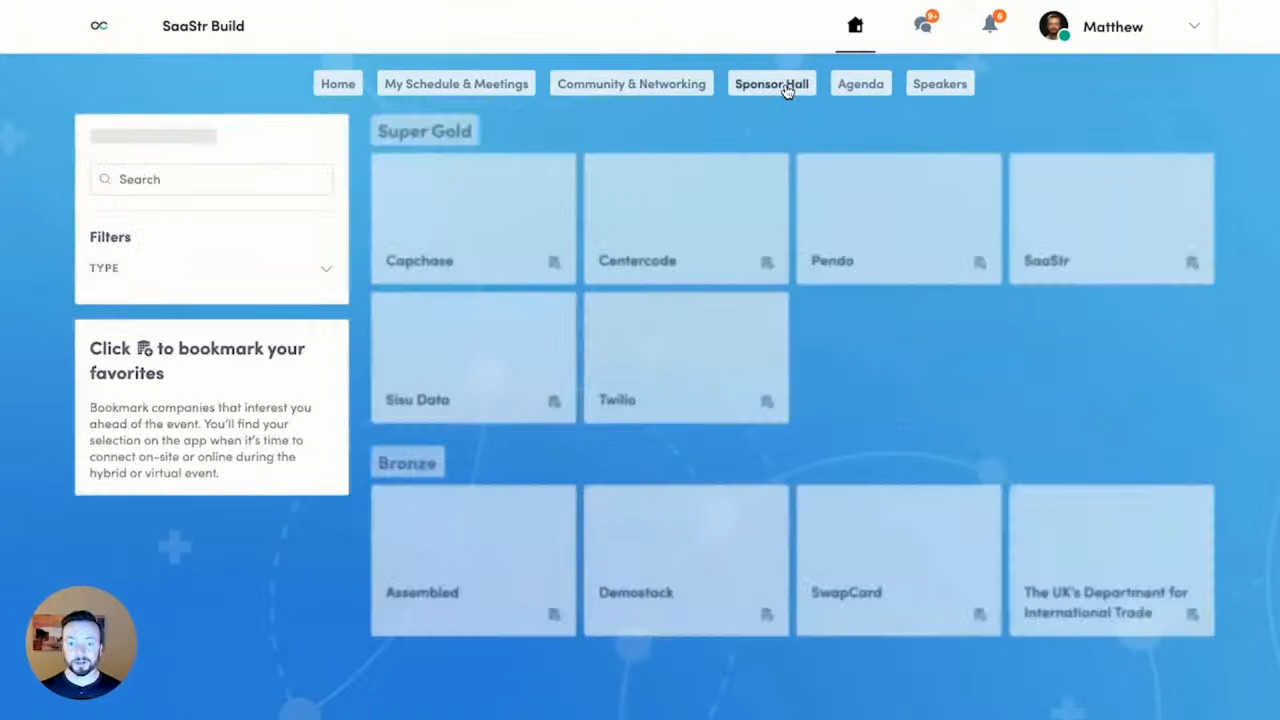 SaaStr Build
9+
6
Matthew
Home
My Schedule & Meetings
Community & Networking
Sponsor Hall
Agenda
Speakers
Search
Filters
TYPE
Click to bookmark your
favorites
Bookmark companies that interest you
ahead of the event. You'll find your
selection on the app when it's time to
connect on-site or online during the
hybrid or virtual event.
Super Gold
Capchase
Centercode
Pendo
SaaStr
Sisu Data
Twilio
Bronze
Assembled
Demostack
SwapCard
The UK's Department for
International Trade